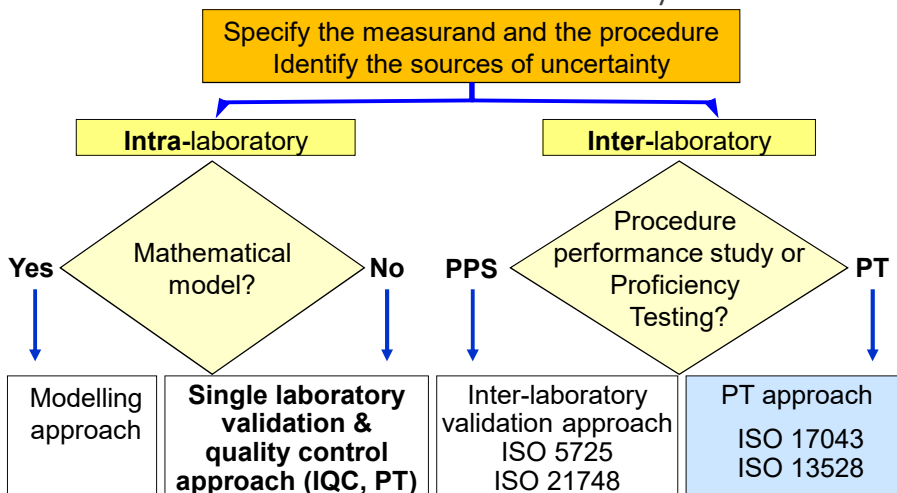 Specify the measurand and the procedure
Identify the sources of uncertainty
Intra-laboratory
Inter-laboratory
Mathematical
model?
Yes
No
Procedure
performance study or
Proficiency
Testing?
PPS
PT
Modelling
approach
Single laboratory
validation &
quality control
approach (IQC, PT)
Inter-laboratory
validation approach
ISO 5725
ISO 21748
PT approach
ISO 17043
ISO 13528